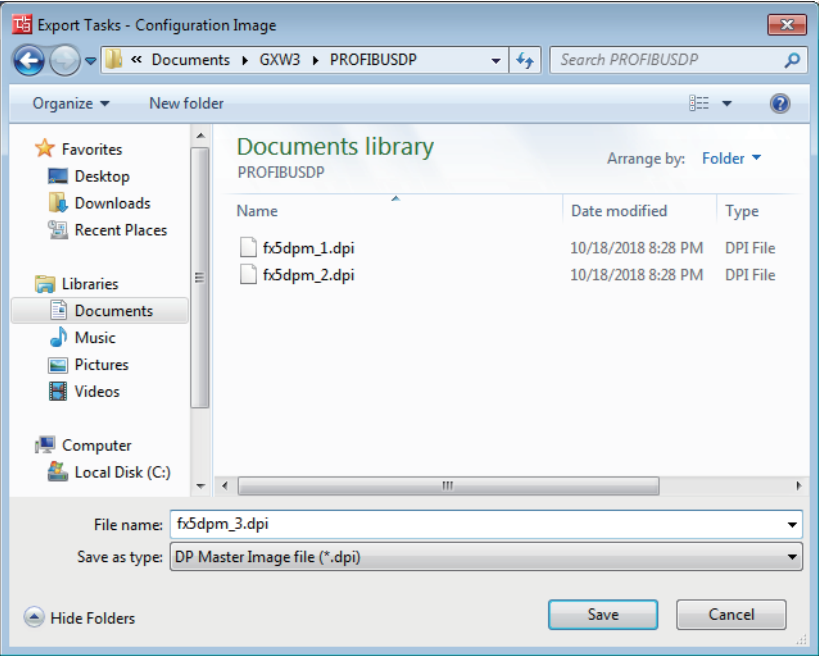 Export Tasks - Configuration Image
« Documents ▸ GXW3 ▸ PROFIBUSDP
Search PROFIBUSDP
Organize
New folder
Favorites
Desktop
Downloads
Recent Places
Libraries
Documents
Music
Pictures
Videos
Computer
Local Disk (C:)
Documents library
PROFIBUSDP
Arrange by: Folder
Name Date modified Type
fx5dpm_1.dpi 10/18/2018 8:28 PM DPI File
fx5dpm_2.dpi 10/18/2018 8:28 PM DPI File
File name: fx5dpm_3.dpi
Save as type: DP Master Image file (*.dpi)
Hide Folders
Save
Cancel